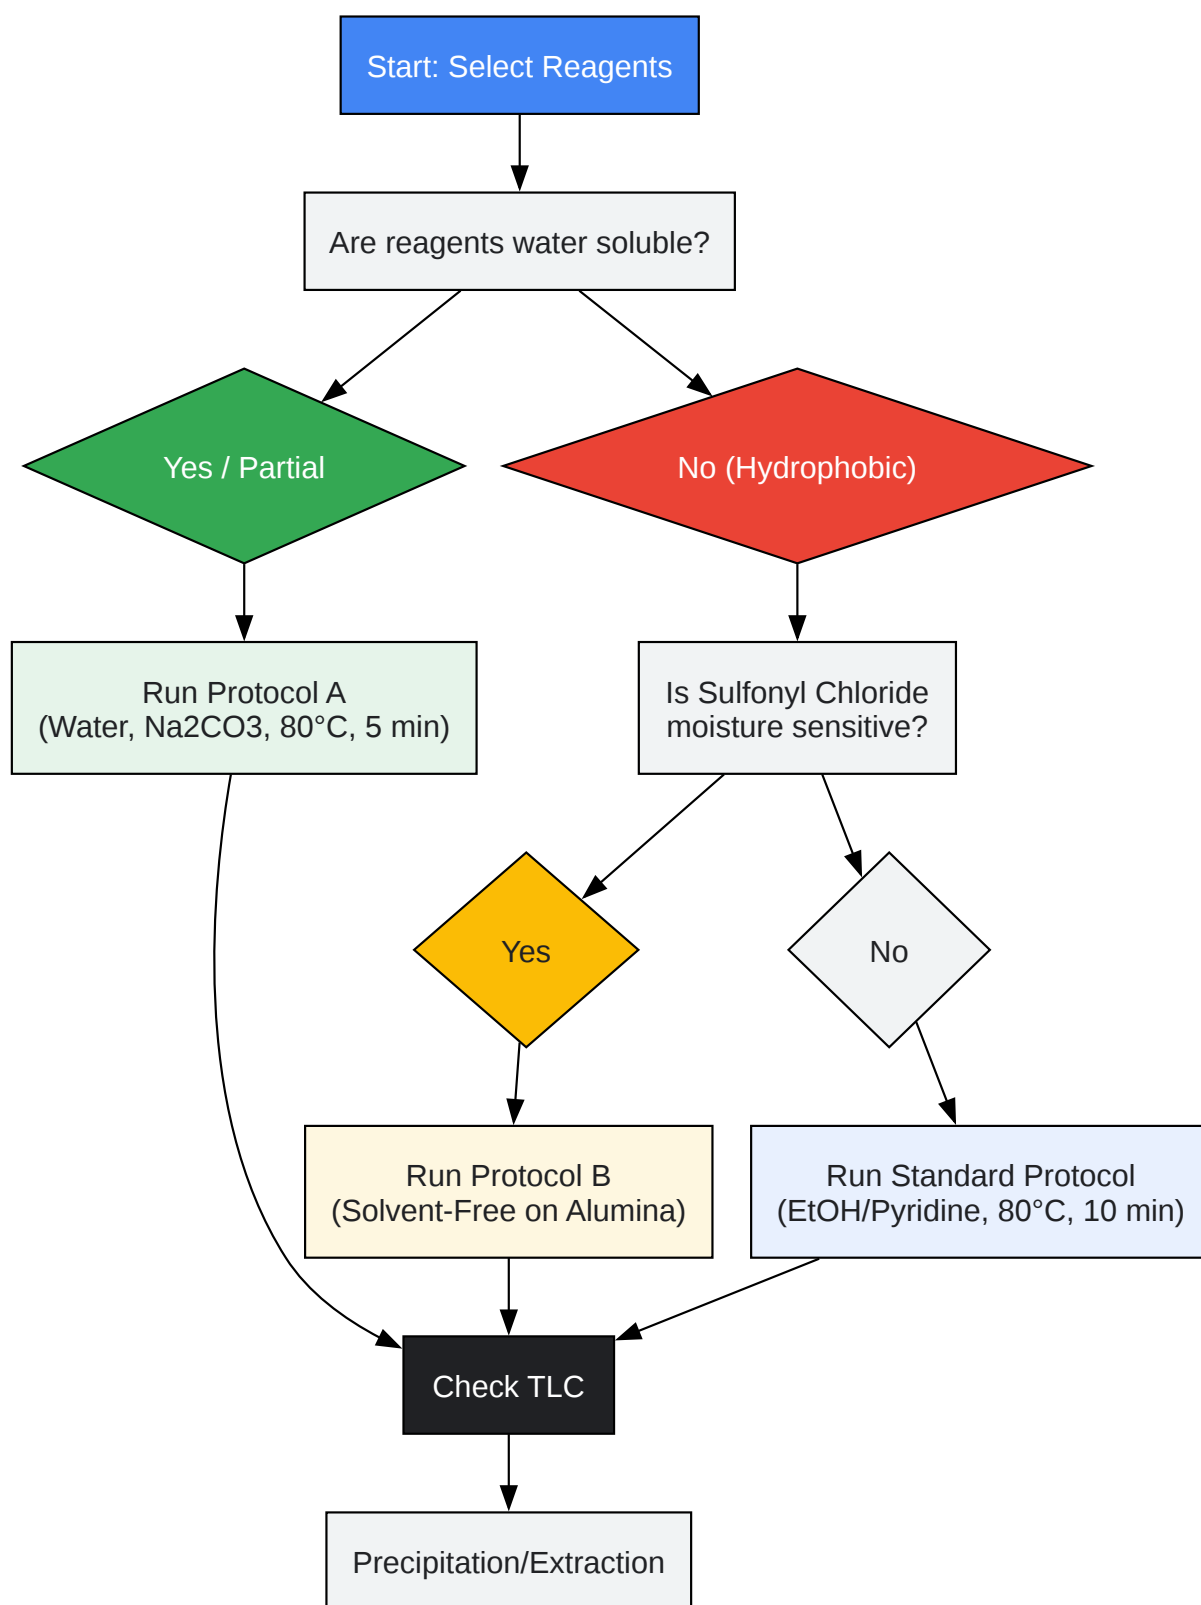 Start: Select Reagents
Are reagents water soluble?
Yes / Partial
No (Hydrophobic)
Run Protocol A
(Water, Na2CO3, 80°C, 5 min)
Is Sulfonyl Chloride
moisture sensitive?
Yes
No
Run Protocol B
(Solvent-Free on Alumina)
Run Standard Protocol
(EtOH/Pyridine, 80°C, 10 min)
Check TLC
Precipitation/Extraction